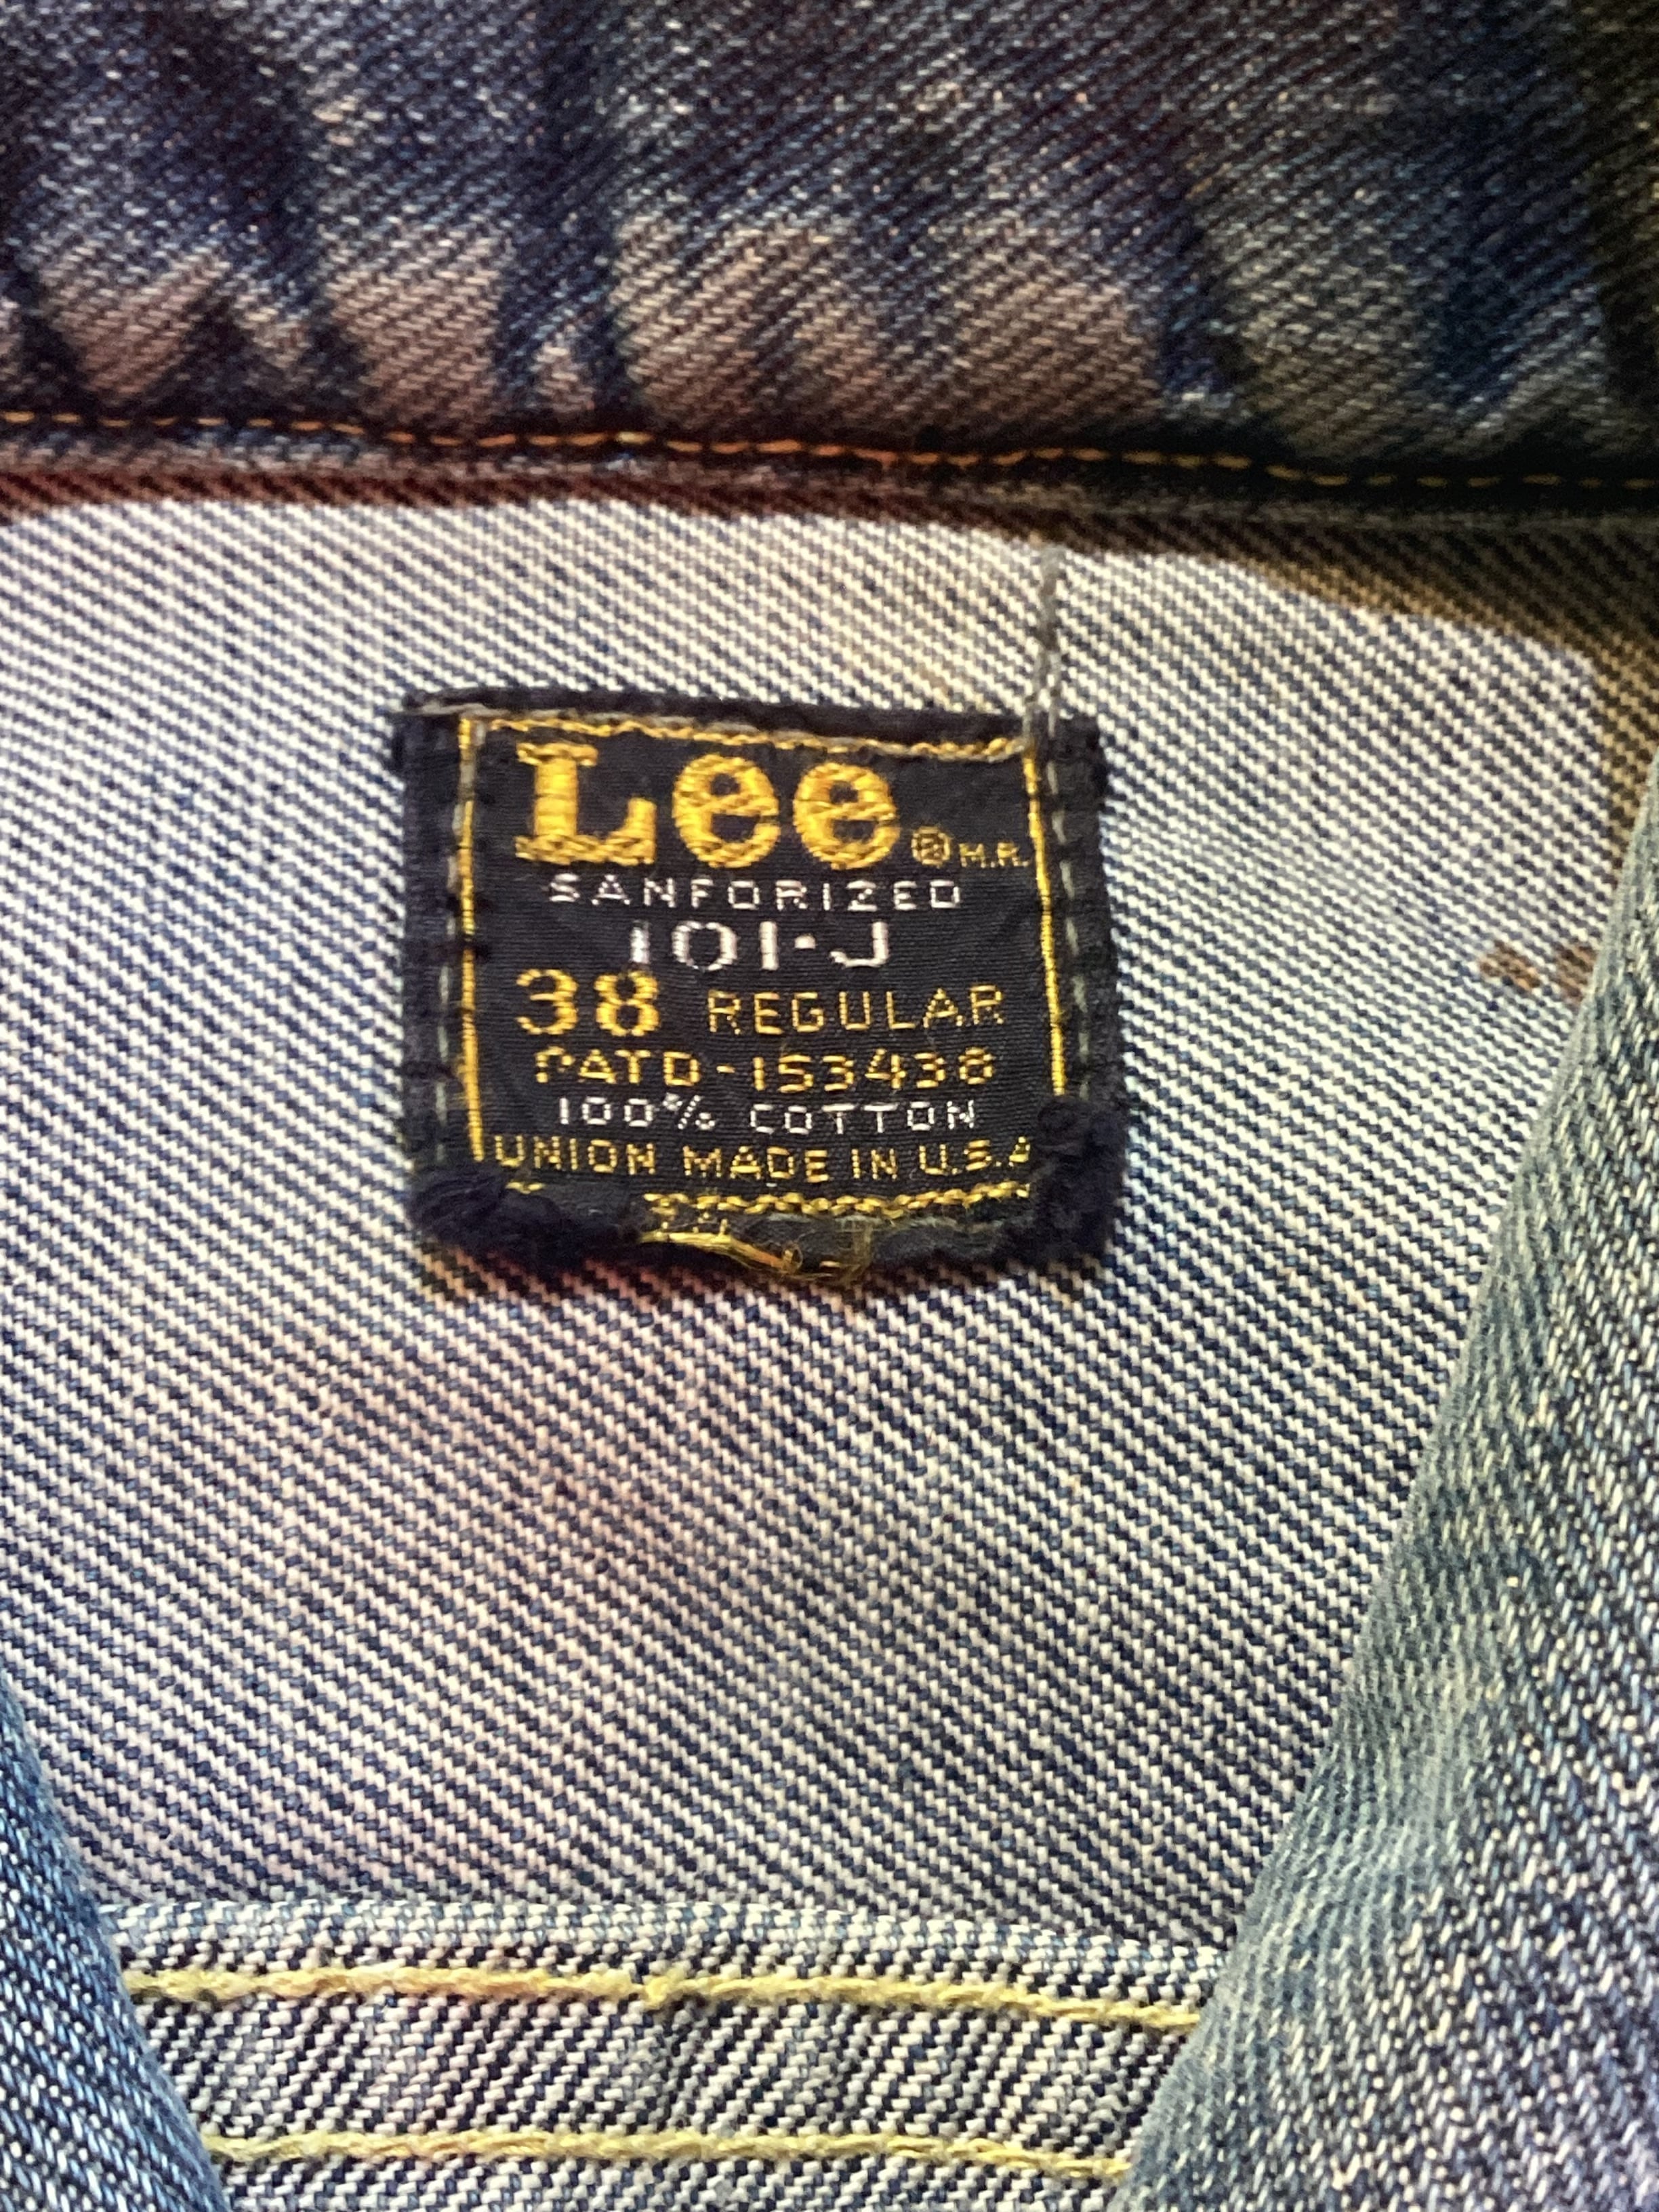 Lee ® M.R.
SANFORIZED
101-J
38 REGULAR
PATD-153438
100% COTTON
UNION MADE IN U.S.A